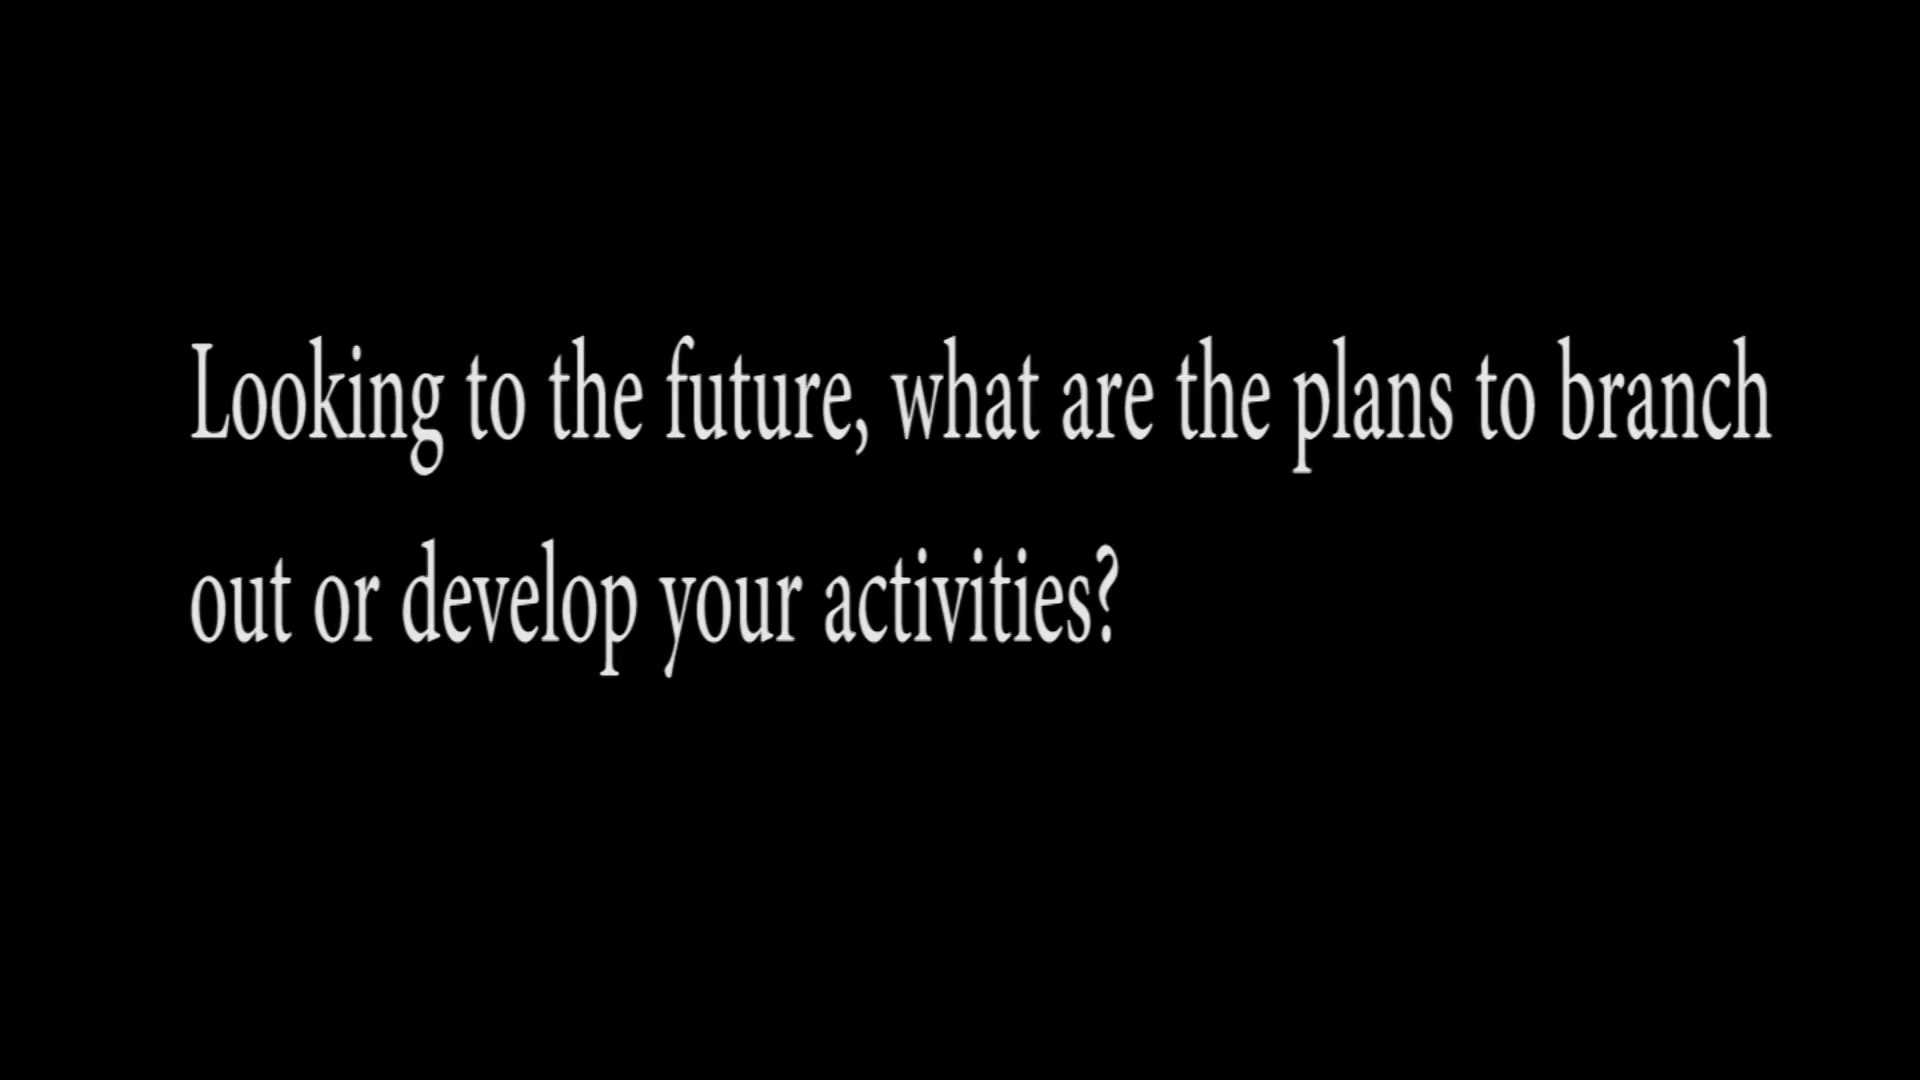 Looking to the future, what are the plans to branch
out or develop your activities?